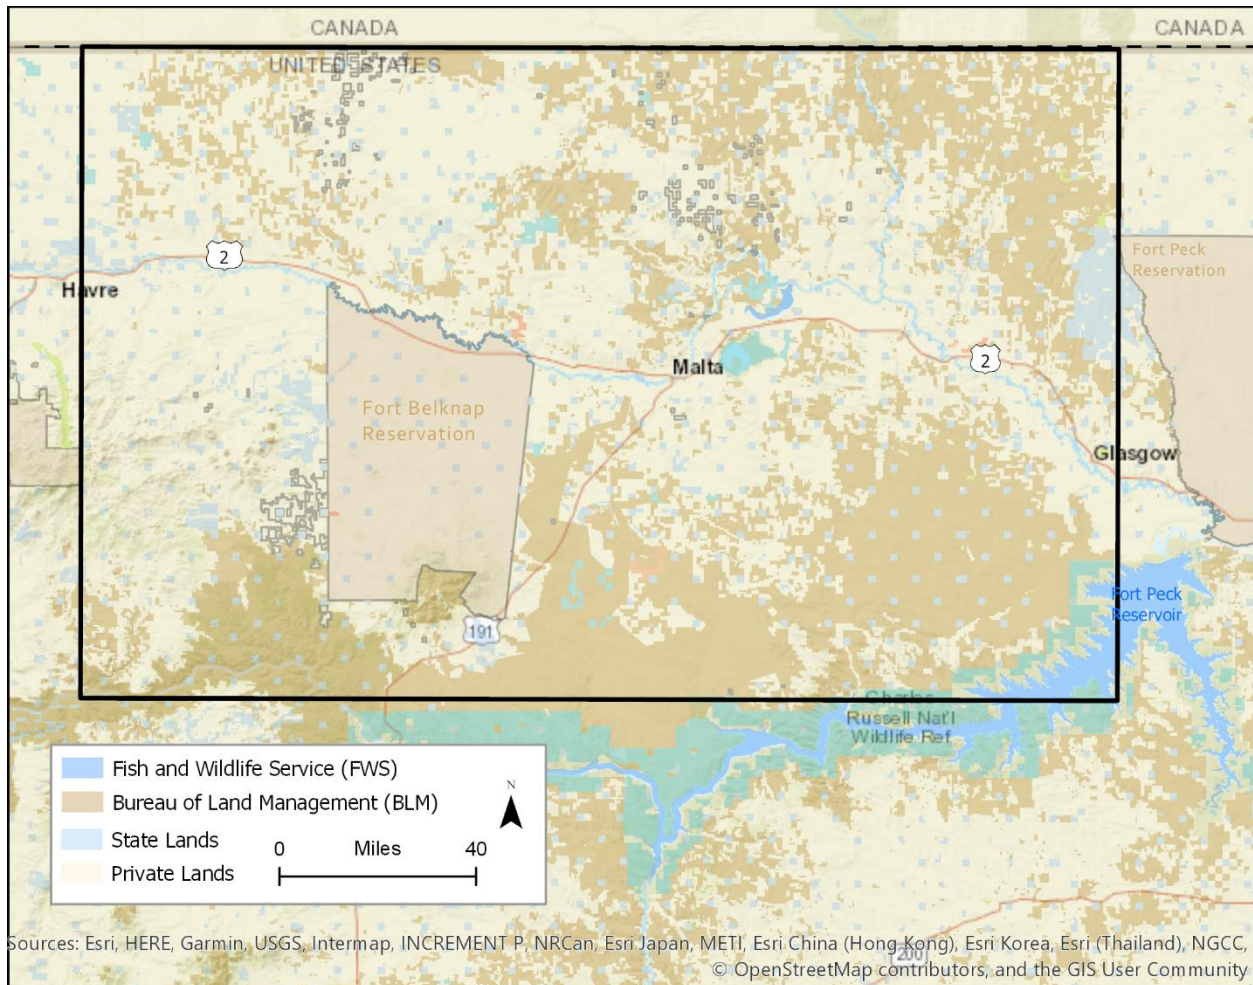 CANADA
CANADA
UNITED STATES
2
Fort Peck
Reservation
Havre
Malta
2
Fort Belknap
Reservation
Glasgow
Fort Peck
Reservoir
191
Charles
Russell Nat'l
Wildlife Ref
Fish and Wildlife Service (FWS)
Bureau of Land Management (BLM)
State Lands
Private Lands
0 Miles 40
N
Sources: Esri, HERE, Garmin, USGS, Intermap, INCREMENT P, NRCan, Esri Japan, METI, Esri China (Hong Kong), Esri Korea, Esri (Thailand), NGCC,
200
© OpenStreetMap contributors, and the GIS User Community